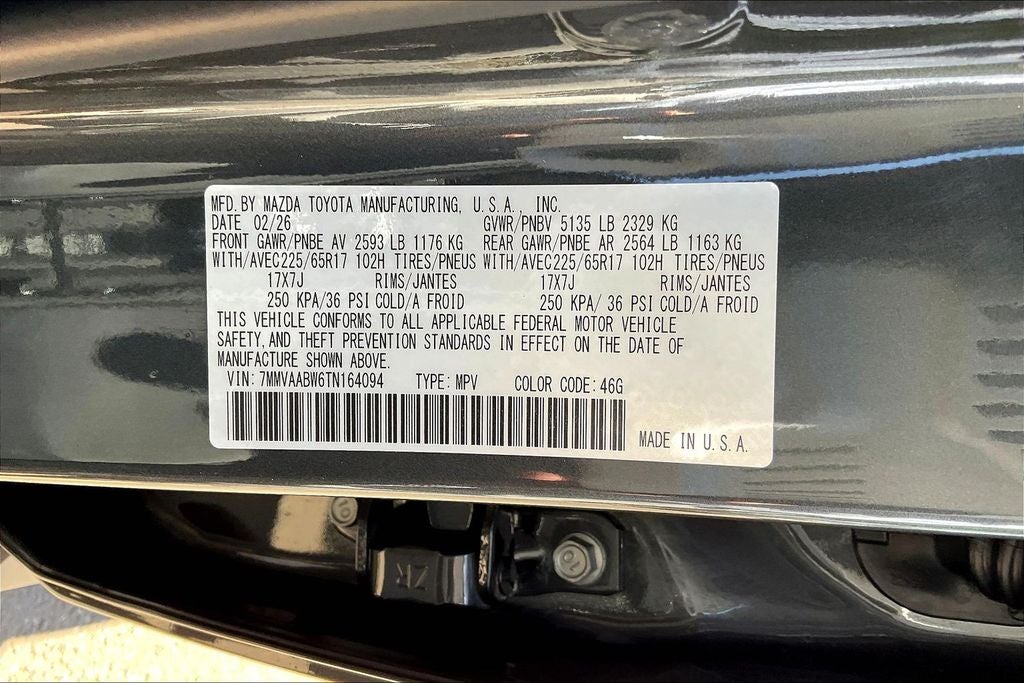 MFD. BY MAZDA TOYOTA MANUFACTURING, U.S.A., INC.
DATE 02/26 GVWR/PNBV 5135 LB 2329 KG
FRONT GAWR/PNBE AV 2593 LB 1176 KG REAR GAWR/PNBE AR 2564 LB 1163 KG
WITH/AVEC225/65R17 102H TIRES/PNEUS WITH/AVEC225/65R17 102H TIRES/PNEUS
17X7J RIMS/JANTES 17X7J RIMS/JANTES
250 KPA/36 PSI COLD/A FROID 250 KPA/ 36 PSI COLD/A FROID
THIS VEHICLE CONFORMS TO ALL APPLICABLE FEDERAL MOTOR VEHICLE
SAFETY, AND THEFT PREVENTION STANDARDS IN EFFECT ON THE DATE OF
MANUFACTURE SHOWN ABOVE.
VIN: 7MMVAABW6TN164094 TYPE: MPV COLOR CODE: 46G
MADE IN U.S.A.